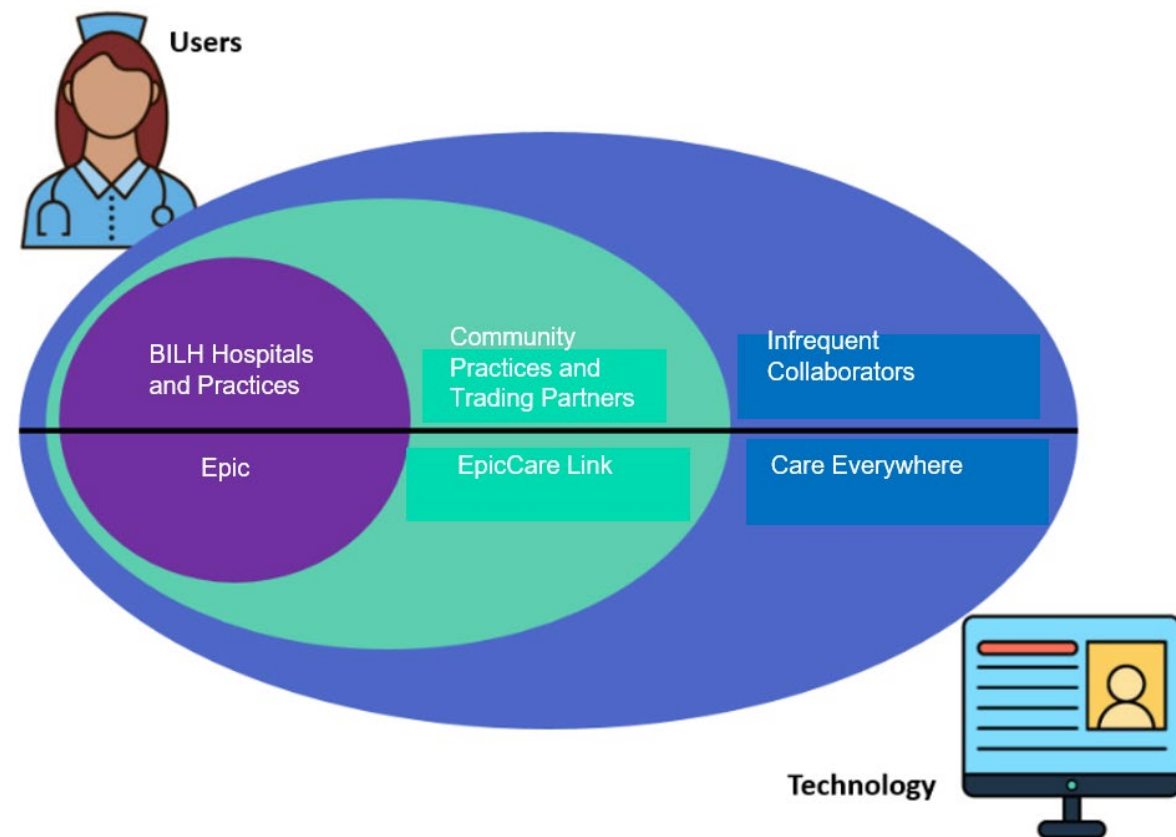 Users
BILH Hospitals
and Practices
Community
Practices and
Trading Partners
Infrequent
Collaborators
Epic
EpicCare Link
Care Everywhere
Technology